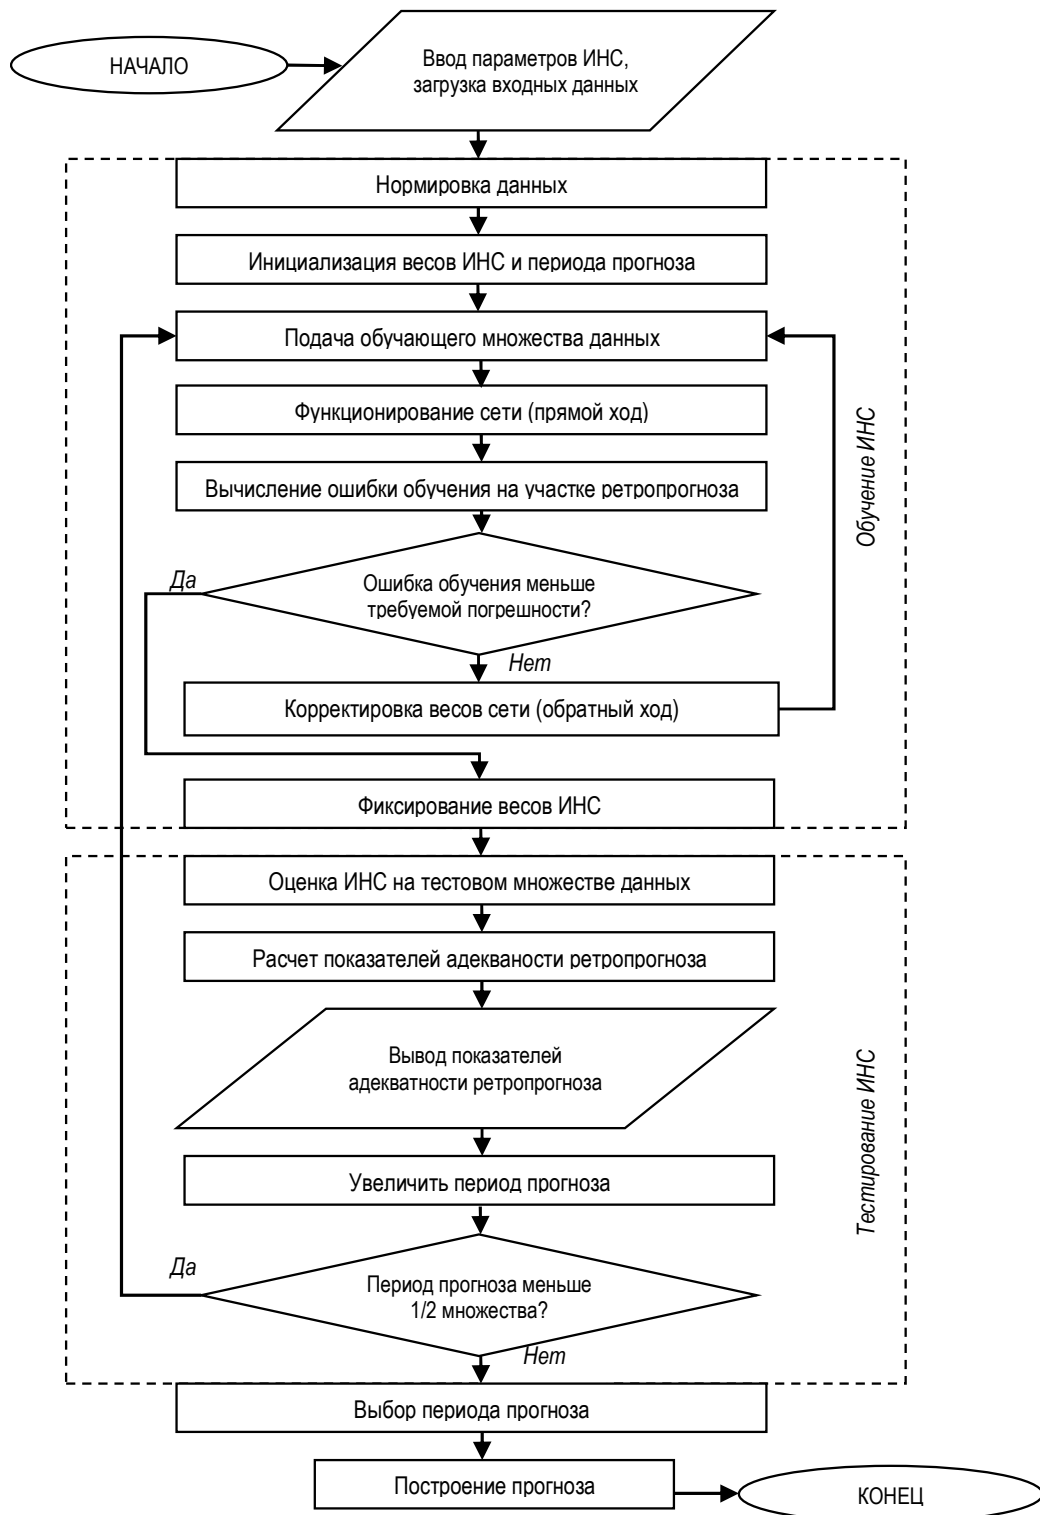 НАЧАЛО
Ввод параметров ИНС,
загрузка входных данных
Нормировка данных
Инициализация весов ИНС и периода прогноза
Подача обучающего множества данных
Функционирование сети (прямой ход)
Вычисление ошибки обучения на участке ретропрогноза
Обучение ИНС
Да
Ошибка обучения меньше
требуемой погрешности?
Нет
Корректировка весов сети (обратный ход)
Фиксирование весов ИНС
Оценка ИНС на тестовом множестве данных
Расчет показателей адекваности ретропрогноза
Вывод показателей
адекватности ретропрогноза
Тестирование ИНС
Увеличить период прогноза
Да
Период прогноза меньше
1/2 множества?
Нет
Выбор периода прогноза
Построение прогноза
КОНЕЦ